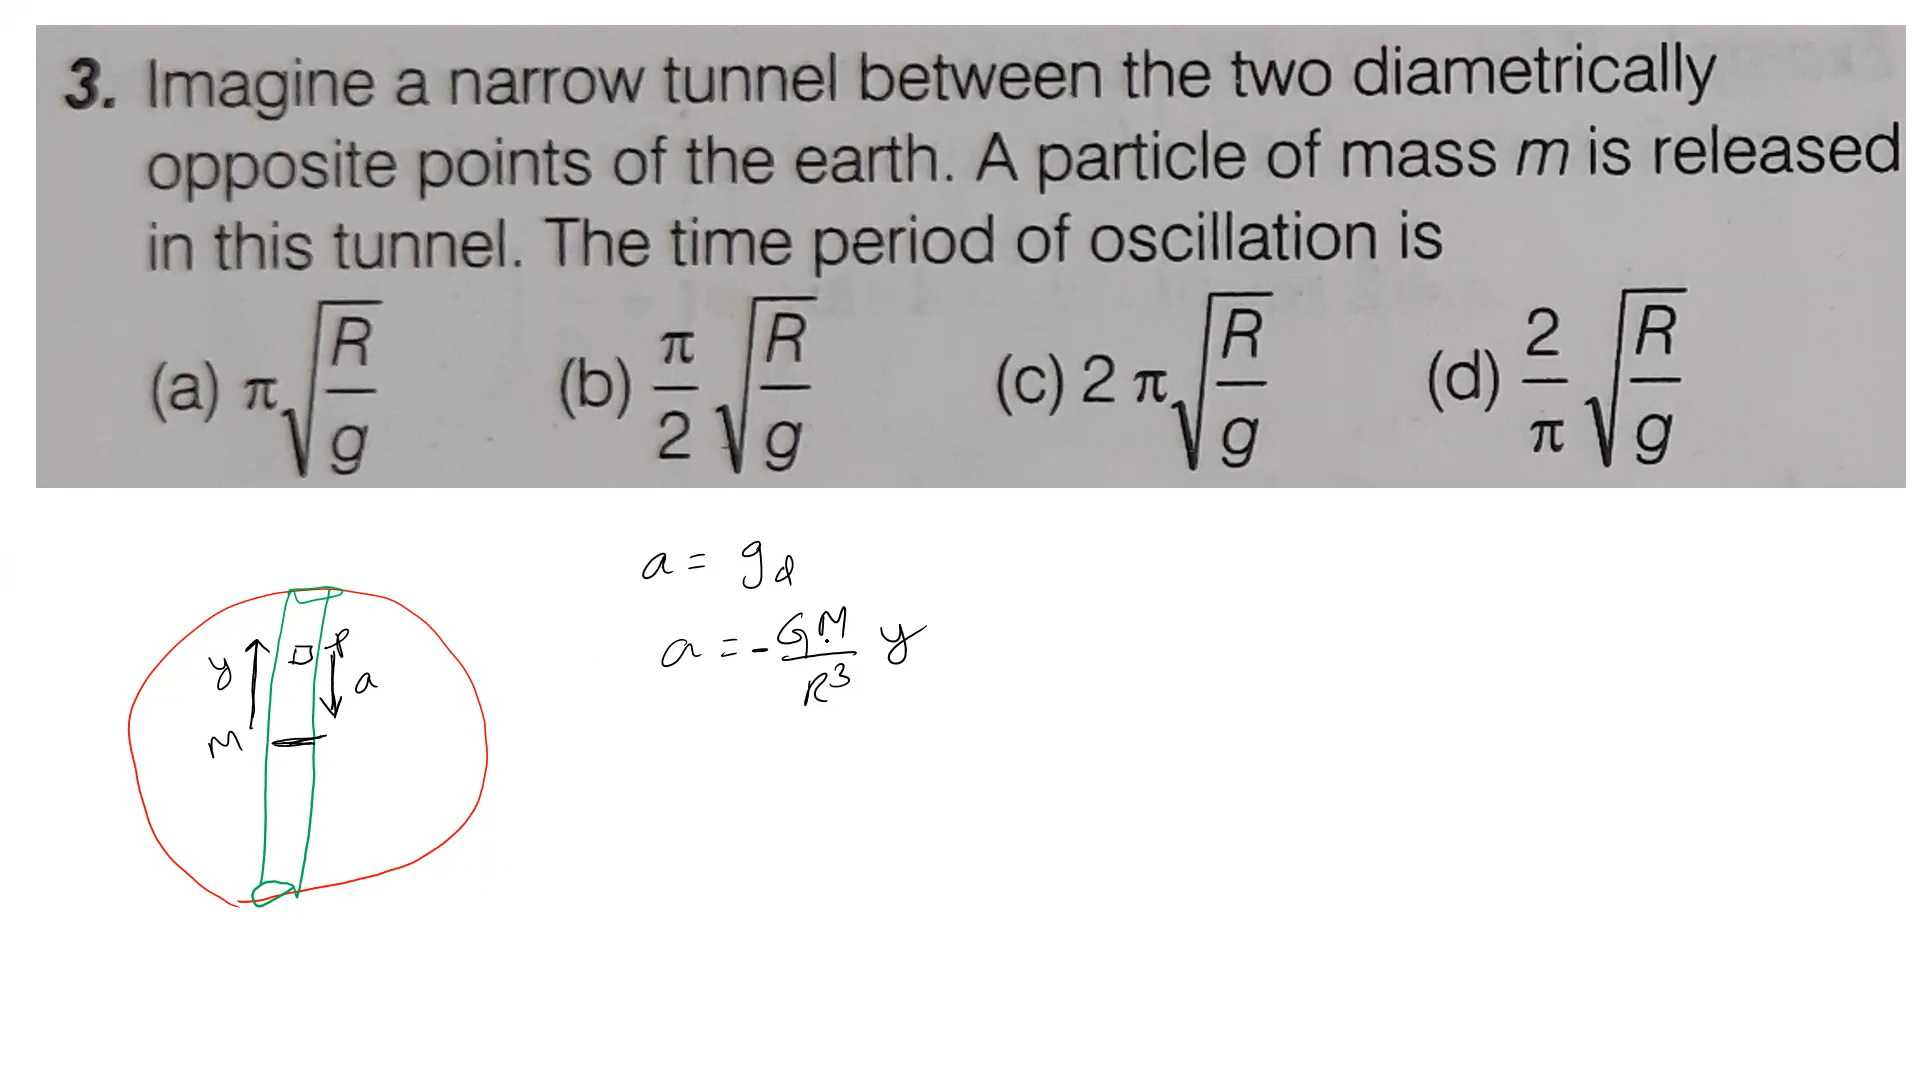 3. Imagine a narrow tunnel between the two diametrically
opposite points of the earth. A particle of mass m is released
in this tunnel. The time period of oscillation is
(a) π√(R/g) (b) π/2 √(R/g) (c) 2π√(R/g) (d) 2/π √(R/g)
a = g_d
a = - GM/R³ y
y P
a
M